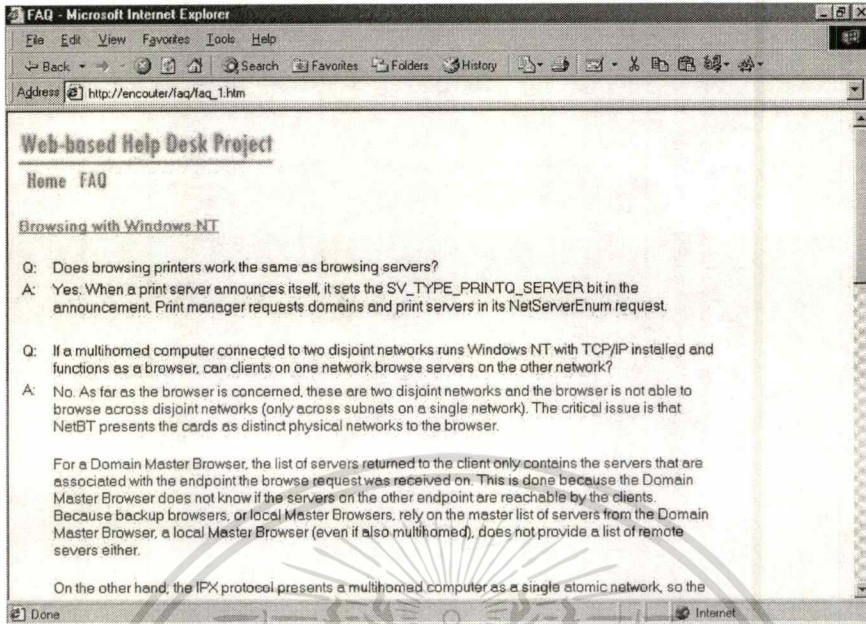 FAQ - Microsoft Internet Explorer
File Edit View Favorites Tools Help
Back Search Favorites Folders History
Address http://encouter/faq/faq_1.htm
Web-based Help Desk Project
Home FAQ
Browsing with Windows NT
Q: Does browsing printers work the same as browsing servers?
A: Yes. When a print server announces itself, it sets the SV_TYPE_PRINTQ_SERVER bit in the
announcement. Print manager requests domains and print servers in its NetServerEnum request.
Q: If a multihomed computer connected to two disjoint networks runs Windows NT with TCP/IP installed and
functions as a browser, can clients on one network browse servers on the other network?
A: No. As far as the browser is concerned, these are two disjoint networks and the browser is not able to
browse across disjoint networks (only across subnets on a single network). The critical issue is that
NetBT presents the cards as distinct physical networks to the browser.
For a Domain Master Browser, the list of servers returned to the client only contains the servers that are
associated with the endpoint the browse request was received on. This is done because the Domain
Master Browser does not know if the servers on the other endpoint are reachable by the clients.
Because backup browsers, or local Master Browsers, rely on the master list of servers from the Domain
Master Browser, a local Master Browser (even if also multihomed), does not provide a list of remote
severs either.
On the other hand, the IPX protocol presents a multihomed computer as a single atomic network, so the
Done Internet